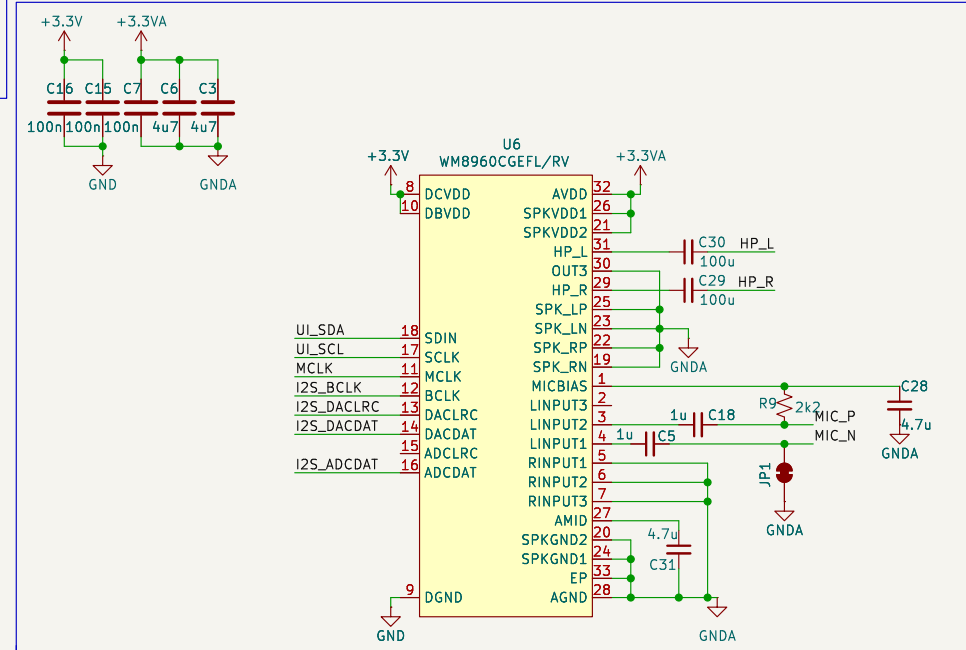 +3.3V
+3.3VA
C16
C15
C7
C6
C3
100n
100n
100n
4u7
4u7
GND
GNDA
U6
WM8960CGEFL/RV
+3.3V
+3.3VA
8
DCVDD
10
DBVDD
AVDD
32
SPKVDD1
26
SPKVDD2
21
HP_L
31
C30
HP_L
100u
OUT3
30
HP_R
29
C29
HP_R
100u
SPK_LP
25
SPK_LN
23
SPK_RP
22
SPK_RN
19
GNDA
UI_SDA
18
SDIN
UI_SCL
17
SCLK
MCLK
11
MCLK
I2S_BCLK
12
BCLK
I2S_DACLRC
13
DACLRC
I2S_DACDAT
14
DACDAT
15
ADCLRC
I2S_ADCDAT
16
ADCDAT
MICBIAS
1
C28
4.7u
GNDA
R9
2k2
LINPUT3
2
LINPUT2
3
1u
C18
MIC_P
LINPUT1
4
1u
C5
MIC_N
JP1
GNDA
RINPUT1
5
RINPUT2
6
RINPUT3
7
AMID
27
4.7u
C31
SPKGND2
20
SPKGND1
24
EP
33
AGND
28
GNDA
9
DGND
GND